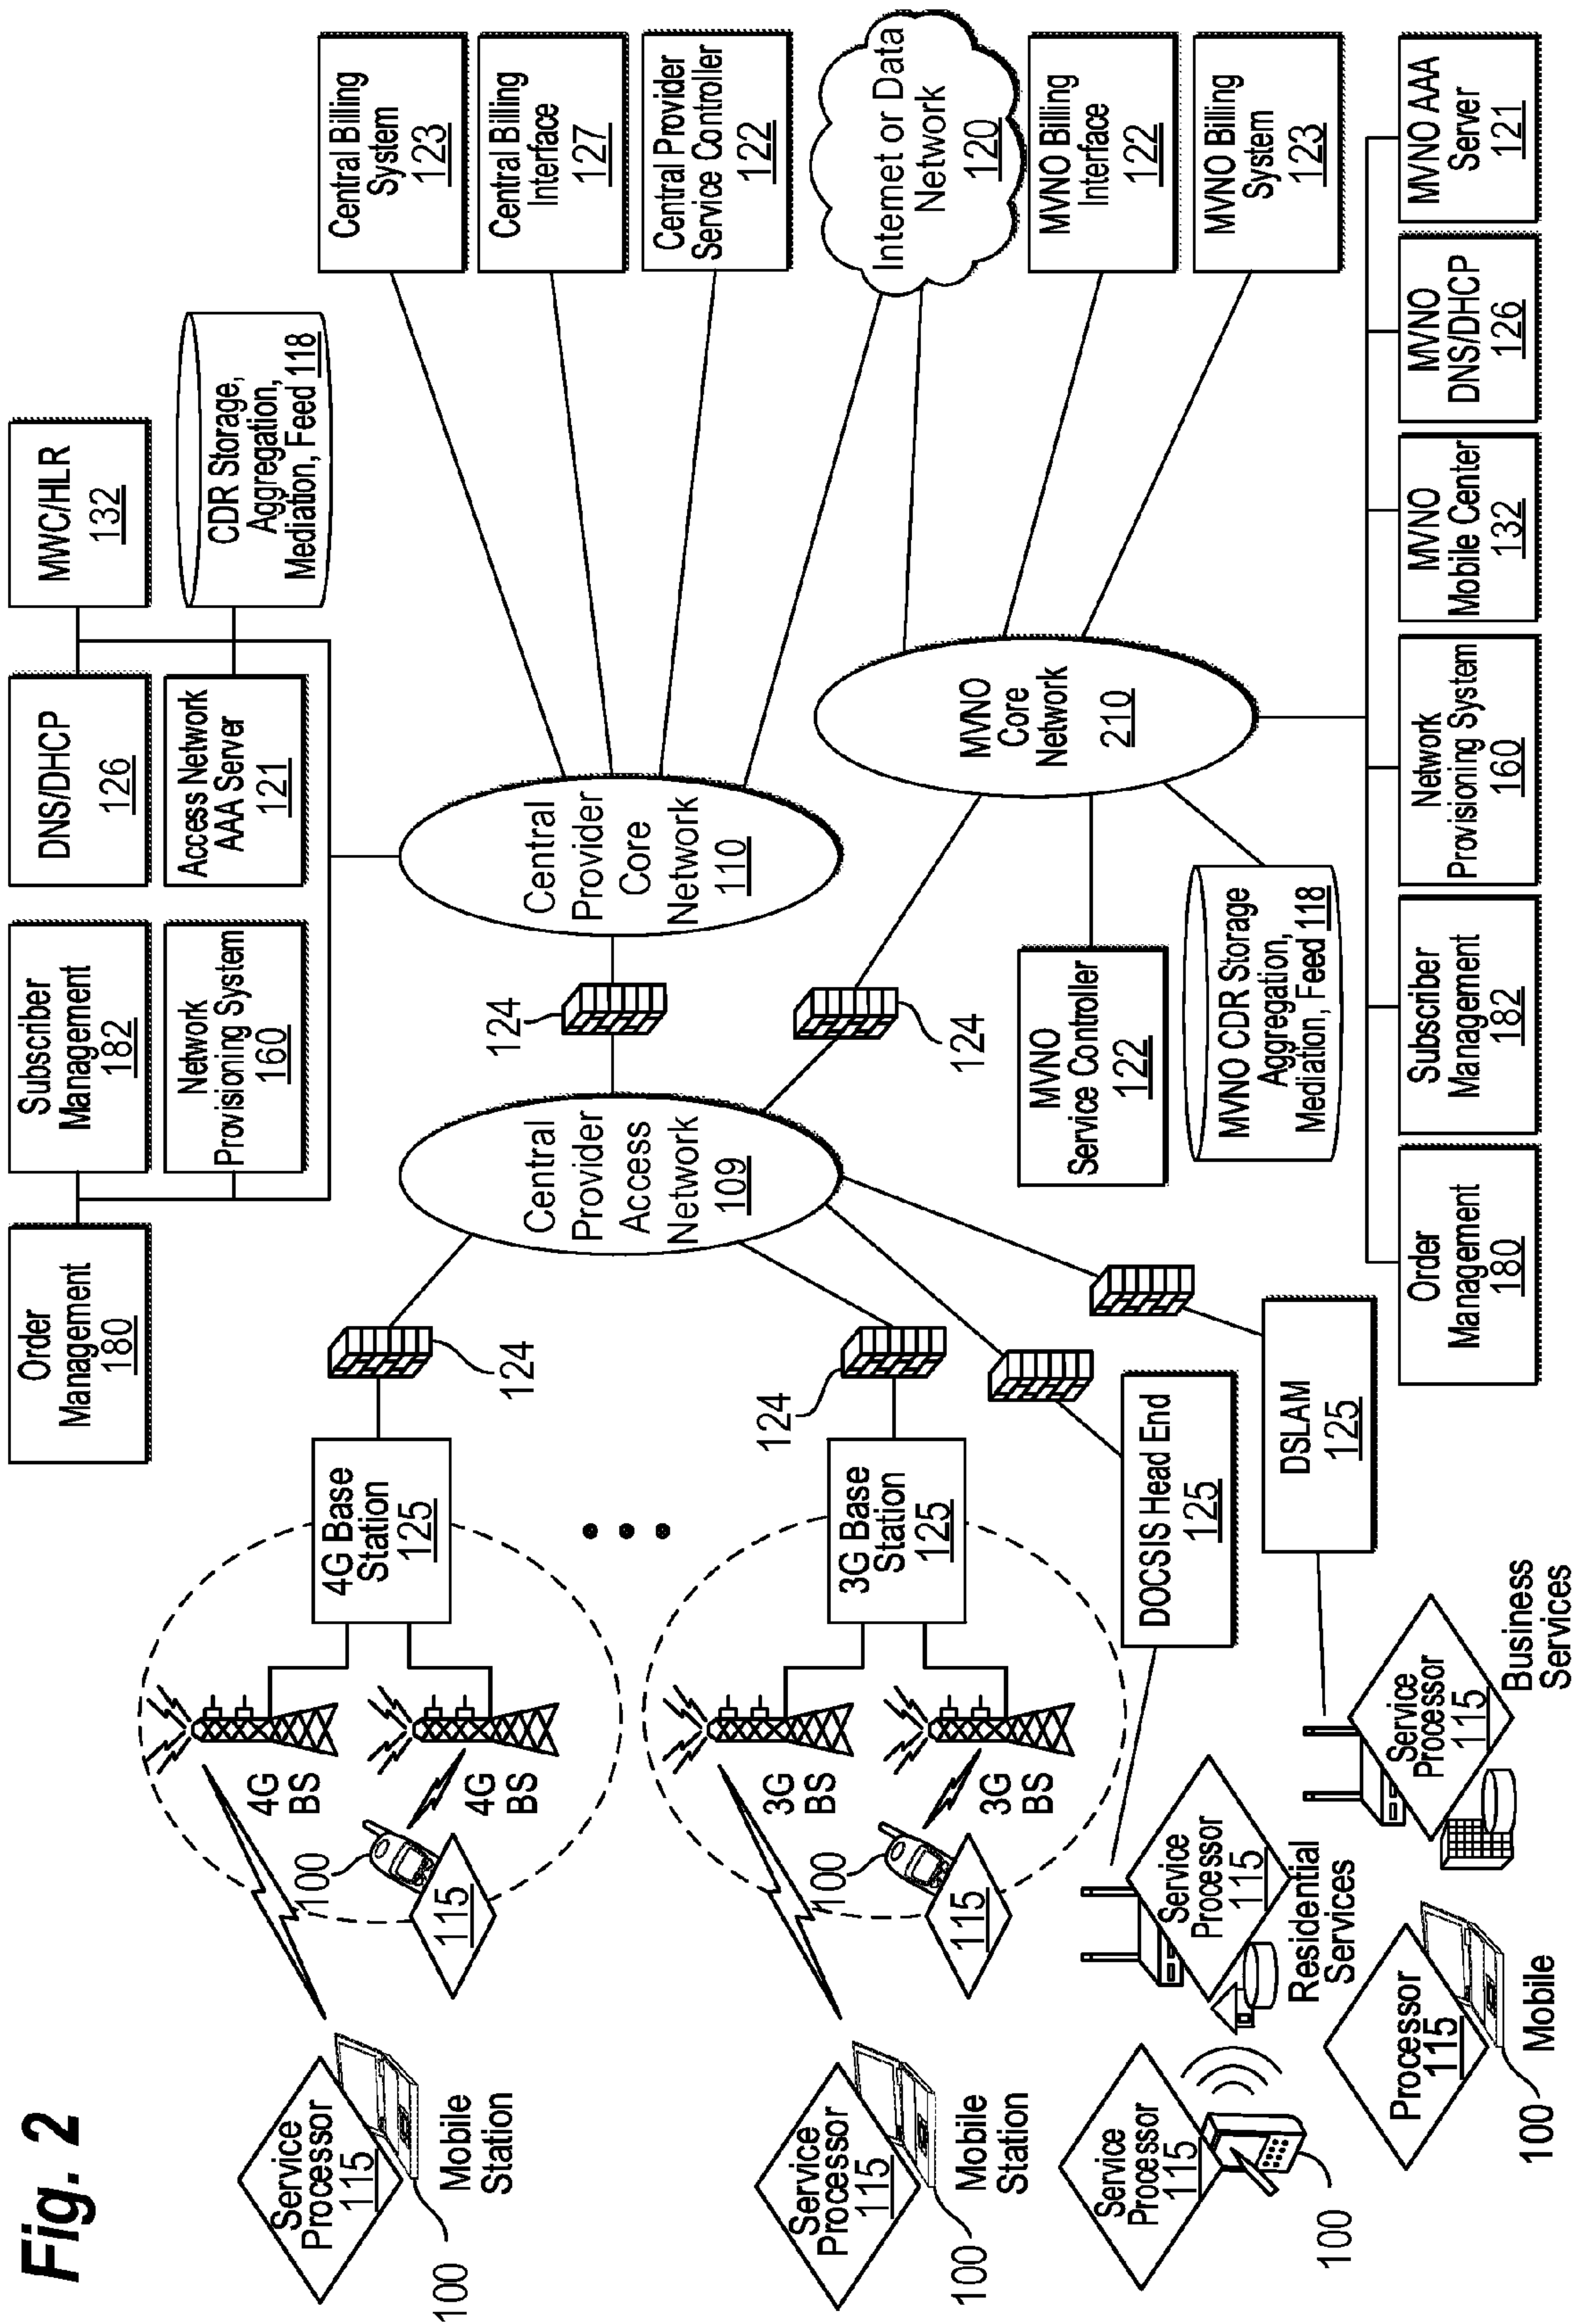 Fig. 2
Order
Management
180
Subscriber
Management
182
DNS/DHCP
126
MWC/HLR
132
Network
Provisioning System
160
Access Network
AAA Server
121
CDR Storage,
Aggregation,
Mediation, Feed 118
Service
Processor
115
100
Mobile
Station
4G
BS
4G
BS
100
115
4G Base
Station
125
124
Central
Provider
Access
Network
109
124
Central
Provider
Core
Network
110
Central Billing
System
123
Central Billing
Interface
127
Central Provider
Service Controller
122
Internet or Data
Network
120
MVNO Billing
Interface
122
MVNO Billing
System
123
Service
Processor
115
100
Mobile
Station
3G
BS
3G
BS
100
115
3G Base
Station
125
124
124
MVNO
Core
Network
210
MVNO
Service Controller
122
MVNO CDR Storage
Aggregation,
Mediation, Feed 118
Service
Processor
115
100
Service
Processor
115
Residential
Services
DOCSIS Head End
125
DSLAM
125
Processor
115
100
Mobile
Service
Processor
115
Business
Services
Order
Management
180
Subscriber
Management
182
Network
Provisioning System
160
MVNO
Mobile Center
132
MVNO
DNS/DHCP
126
MVNO AAA
Server
121